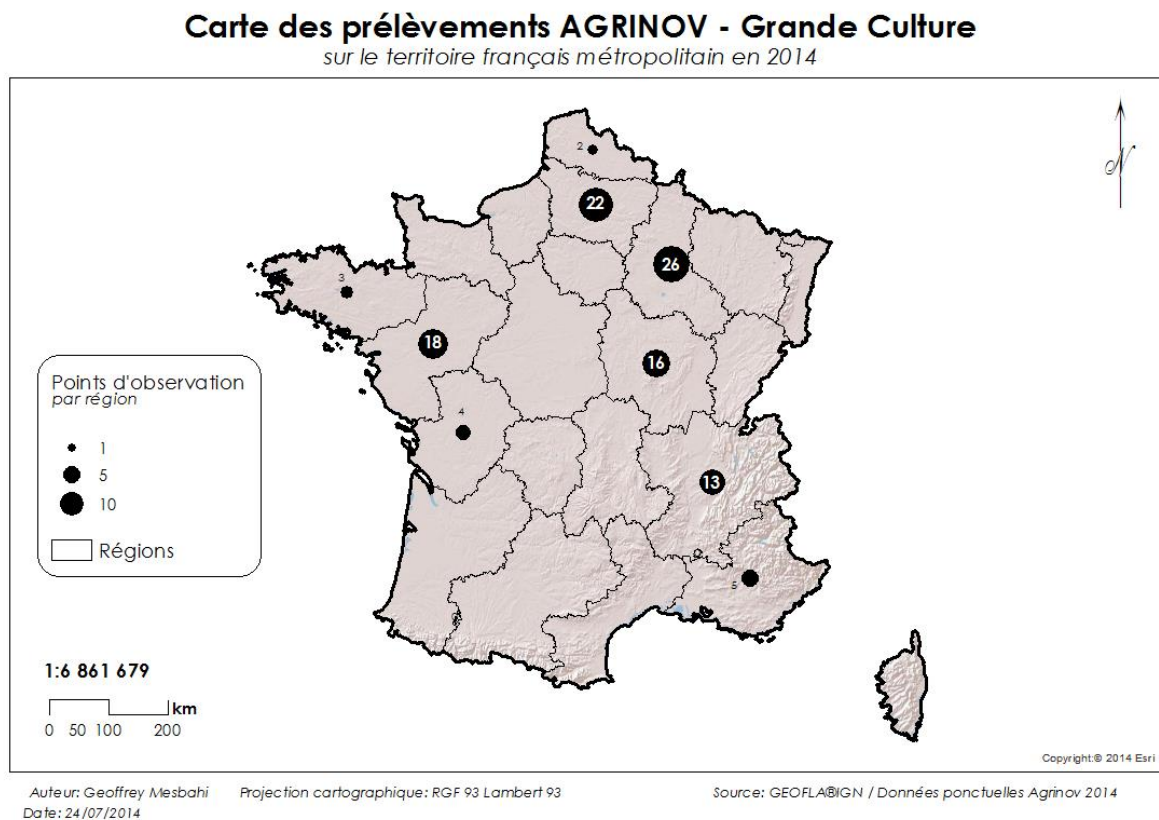 Carte des prélèvements AGRINOV - Grande Culture
sur le territoire français métropolitain en 2014
N
2
22
26
3
18
16
4
13
5
Points d'observation
par région
1
5
10
Régions
1:6 861 679
km
0 50 100 200
Copyright:© 2014 Esri
Auteur: Geoffrey Mesbahi Projection cartographique: RGF 93 Lambert 93 Source: GEOFLA®IGN / Données ponctuelles Agrinov 2014
Date: 24/07/2014